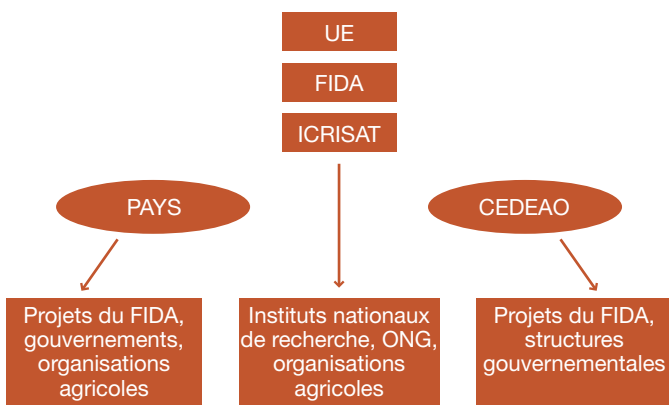 UE
FIDA
ICRISAT
PAYS
CEDEAO
Projets du FIDA,
gouvernements,
organisations
agricoles
Instituts nationaux
de recherche, ONG,
organisations
agricoles
Projets du FIDA,
structures
gouvernementales